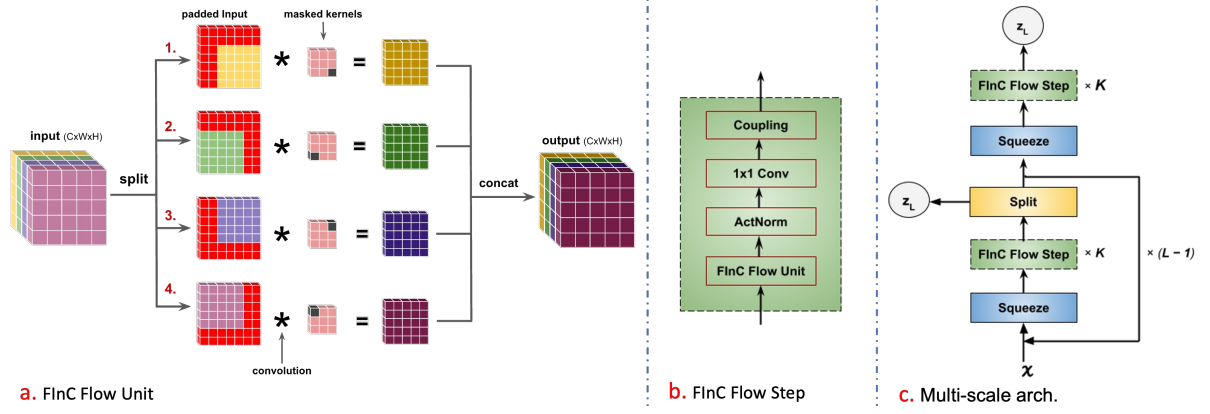 padded Input
masked kernels
1.
=
2.
=
input (CxWxH)
split
3.
=
4.
=
convolution
concat
output (CxWxH)
a. FInC Flow Unit
Coupling
1x1 Conv
ActNorm
FInC Flow Unit
b. FInC Flow Step
z_L
FInC Flow Step × K
Squeeze
z_L
Split
FInC Flow Step × K
× (L − 1)
Squeeze
x
c. Multi-scale arch.